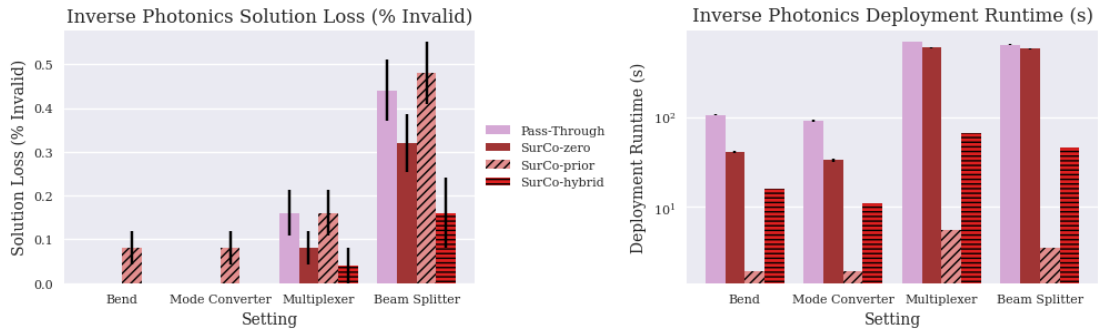 Inverse Photonics Solution Loss (% Invalid)
Solution Loss (% Invalid)
0.5
0.4
0.3
0.2
0.1
0.0
Bend
Mode Converter
Multiplexer
Beam Splitter
Setting
Pass-Through
SurCo-zero
SurCo-prior
SurCo-hybrid
Inverse Photonics Deployment Runtime (s)
Deployment Runtime (s)
10²
10¹
Bend
Mode Converter
Multiplexer
Beam Splitter
Setting